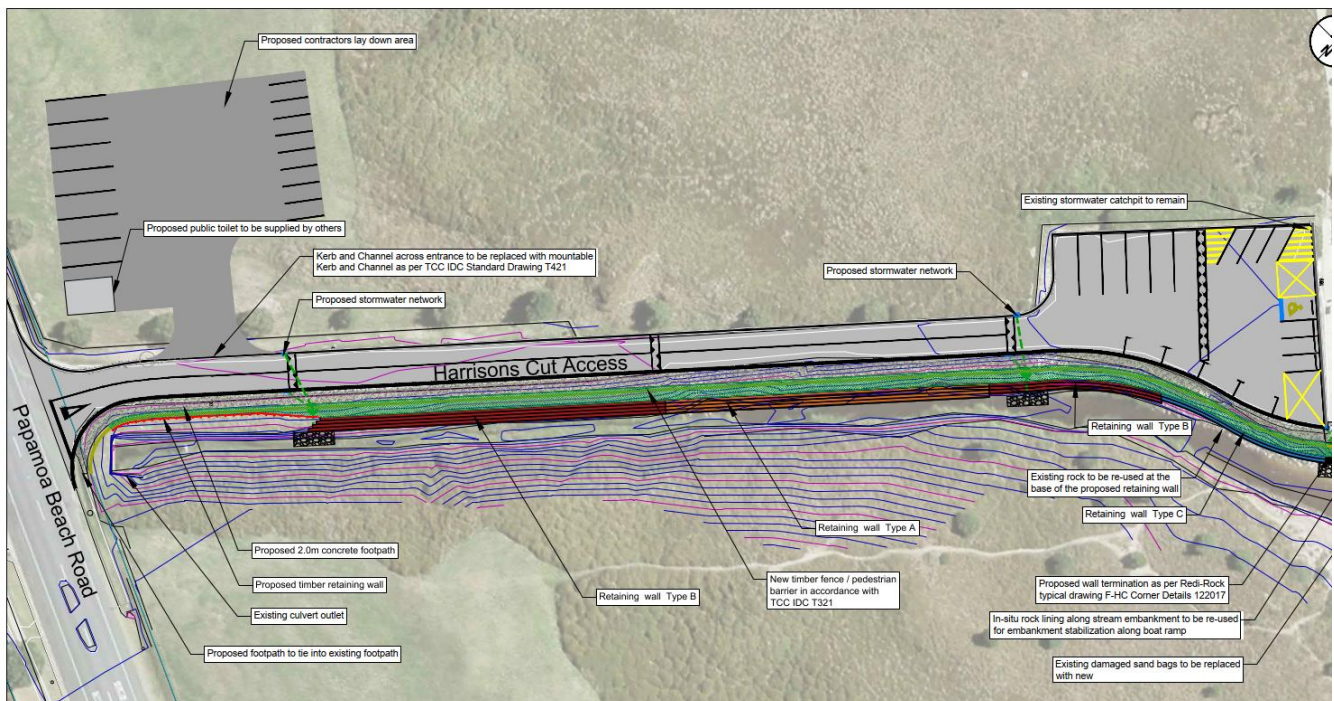 Proposed contractors lay down area
Existing stormwater catchpit to remain
Proposed public toilet to be supplied by others
Kerb and Channel across entrance to be replaced with mountable
Kerb and Channel as per TCC IDC Standard Drawing T421
Proposed stormwater network
Proposed stormwater network
Harrisons Cut Access
Papamoa Beach Road
Retaining wall Type B
Existing rock to be re-used at the
base of the proposed retaining wall
Retaining wall Type C
Retaining wall Type A
Proposed 2.0m concrete footpath
Proposed timber retaining wall
Existing culvert outlet
Proposed footpath to tie into existing footpath
Retaining wall Type B
New timber fence / pedestrian
barrier in accordance with
TCC IDC T321
Proposed wall termination as per Redi-Rock
typical drawing F-HC Corner Details 122017
In-situ rock lining along stream embankment to be re-used
for embankment stabilization along boat ramp
Existing damaged sand bags to be replaced
with new
N